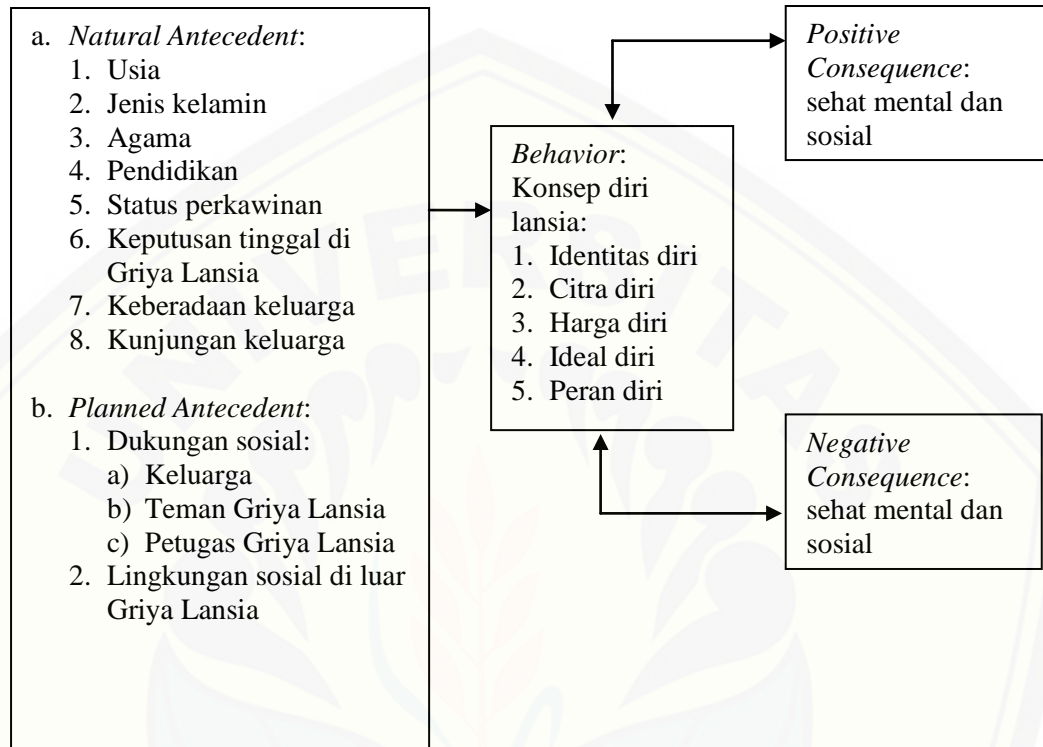 a. Natural Antecedent:
1. Usia
2. Jenis kelamin
3. Agama
4. Pendidikan
5. Status perkawinan
6. Keputusan tinggal di
Griya Lansia
7. Keberadaan keluarga
8. Kunjungan keluarga
b. Planned Antecedent:
1. Dukungan sosial:
a) Keluarga
b) Teman Griya Lansia
c) Petugas Griya Lansia
2. Lingkungan sosial di luar
Griya Lansia
Behavior:
Konsep diri
lansia:
1. Identitas diri
2. Citra diri
3. Harga diri
4. Ideal diri
5. Peran diri
Positive
Consequence:
sehat mental dan
sosial
Negative
Consequence:
sehat mental dan
sosial
UNIVERSITAS